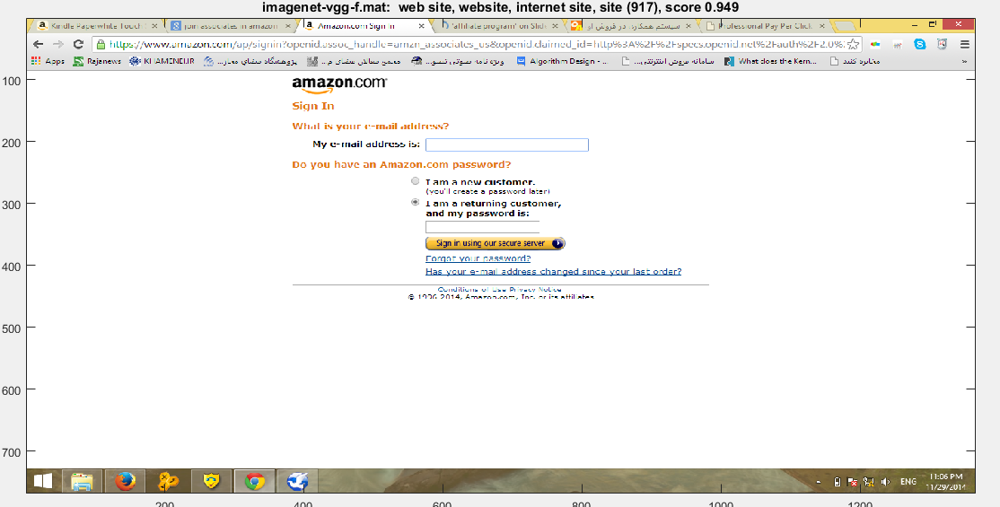 imagenet-vgg-f.mat: web site, website, internet site, site (917), score 0.949
Kindle Paperwhite Touch
join associates in amazon
Amazon.com Sign In
"affiliate program" on Slid
سیستم همکاری در فروش او
Professional Pay Per Click
https://www.amazon.com/ap/signin?openid.assoc_handle=amzn_associates_us&openid.claimed_id=http%3A%2F%2Fspecs.openid.net%2Fauth%2F2.0%
Apps Rajanews KHAMENEI.IR پژوهشگاه فضای مجاز... مجمع فعالان فضای م... ویژه نامه صوتی تسو... Algorithm Design - ... سامانه فروش اینترنتی... What does the Kern... مخابره کنید »
amazon.com
Sign In
What is your e-mail address?
My e-mail address is:
Do you have an Amazon.com password?
I am a new customer.
(you'll create a password later)
I am a returning customer,
and my password is:
Sign in using our secure server
Forgot your password?
Has your e-mail address changed since your last order?
Conditions of Use Privacy Notice
© 1996-2014, Amazon.com, Inc. or its affiliates
100
200
300
400
500
600
700
ENG
11:06 PM
11/29/2014
200 400 600 800 1000 1200